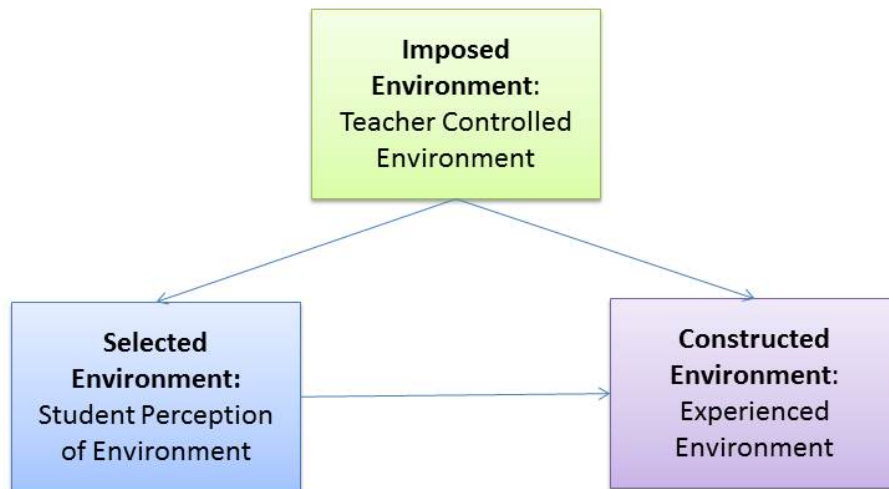 Imposed
Environment:
Teacher Controlled
Environment
Selected
Environment:
Student Perception
of Environment
Constructed
Environment:
Experienced
Environment